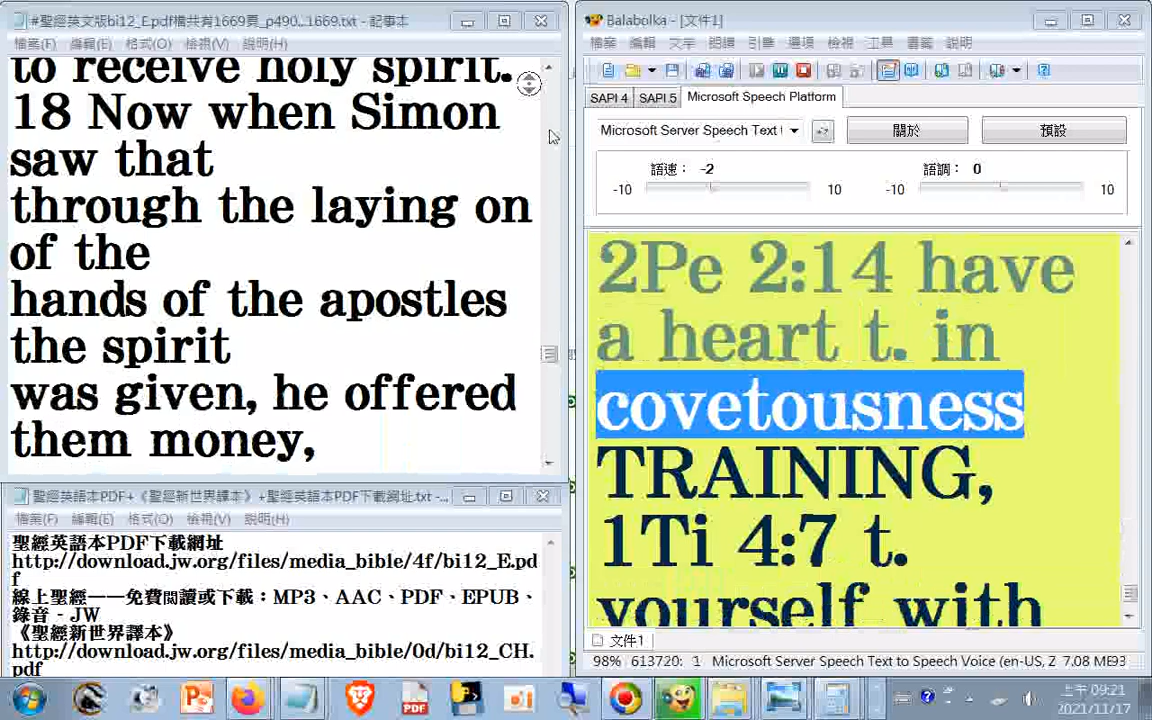 #聖經英文版bi12_E.pdf檔共有1669頁_p490...1669.txt - 記事本
檔案(F) 編輯(E) 格式(O) 檢視(V) 說明(H)
to receive holy spirit.
18 Now when Simon
saw that
through the laying on
of the
hands of the apostles
the spirit
was given, he offered
them money,
聖經英語本PDF+《聖經新世界譯本》+聖經英語本PDF下載網址.txt -...
檔案(F) 編輯(E) 格式(O) 檢視(V) 說明(H)
聖經英語本PDF下載網址
http://download.jw.org/files/media_bible/4f/bi12_E.pd
f
線上聖經——免費閱讀或下載：MP3、AAC、PDF、EPUB、
錄音 - JW
《聖經新世界譯本》
http://download.jw.org/files/media_bible/0d/bi12_CH.
pdf
Balabolka - [文件1]
檔案 編輯 文字 朗讀 引擎 選項 檢視 工具 書籤 說明
SAPI 4 SAPI 5 Microsoft Speech Platform
Microsoft Server Speech Text 關於 預設
語速： -2 語調： 0
-10 10 -10 10
2Pe 2:14 have
a heart t. in
covetousness
TRAINING,
1Ti 4:7 t.
yourself with
文件1
98% 613720: 1 Microsoft Server Speech Text to Speech Voice (en-US, Z 7.08 ME93
PDF
上午 09:21
2021/11/17